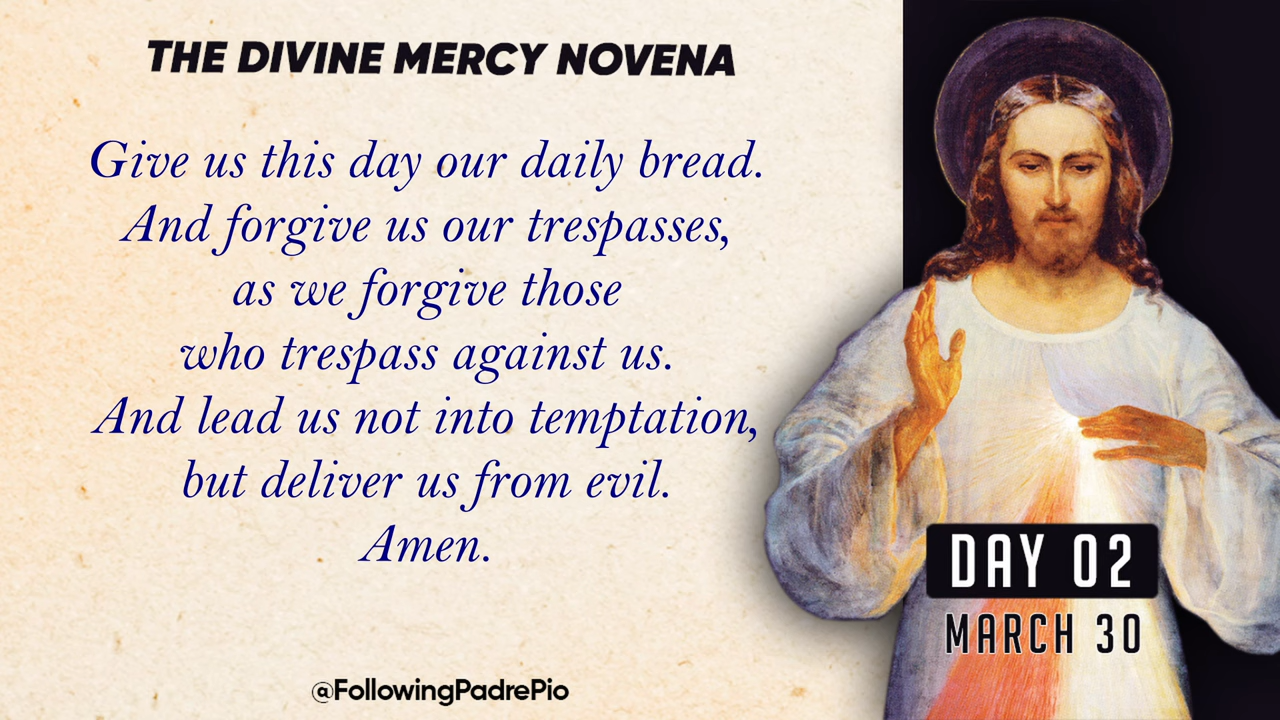 THE DIVINE MERCY NOVENA
Give us this day our daily bread.
And forgive us our trespasses,
as we forgive those
who trespass against us.
And lead us not into temptation,
but deliver us from evil.
Amen.
@FollowingPadrePio
DAY 02
MARCH 30